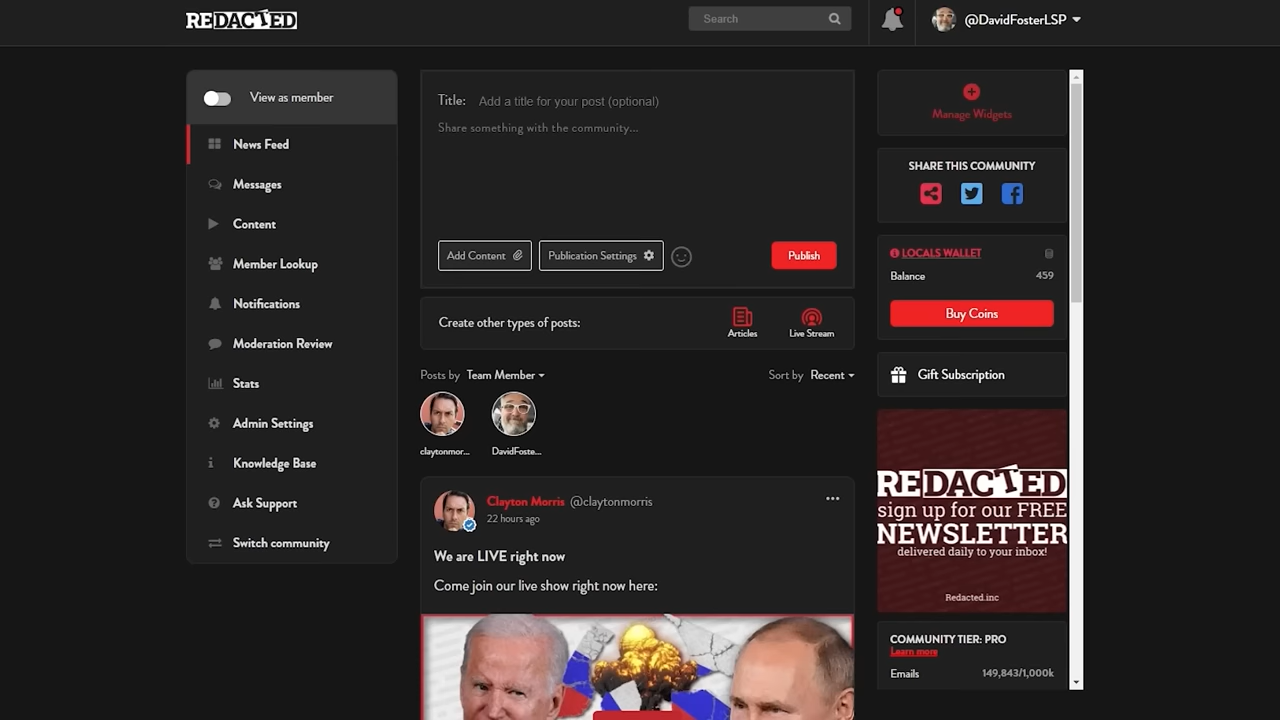 REDACTED
Search
@DavidFosterLSP
View as member
News Feed
Messages
Content
Member Lookup
Notifications
Moderation Review
Stats
Admin Settings
Knowledge Base
Ask Support
Switch community
Title: Add a title for your post (optional)
Share something with the community...
Add Content
Publication Settings
Publish
Create other types of posts:
Articles
Live Stream
Posts by Team Member
Sort by Recent
claytonmor...
DavidFoste...
Clayton Morris @claytonmorris
22 hours ago
We are LIVE right now
Come join our live show right now here:
Manage Widgets
SHARE THIS COMMUNITY
LOCALS WALLET
Balance 459
Buy Coins
Gift Subscription
REDACTED
sign up for our FREE
NEWSLETTER
delivered daily to your inbox!
Redacted.inc
COMMUNITY TIER: PRO
Learn more
Emails 149,843/1,000k